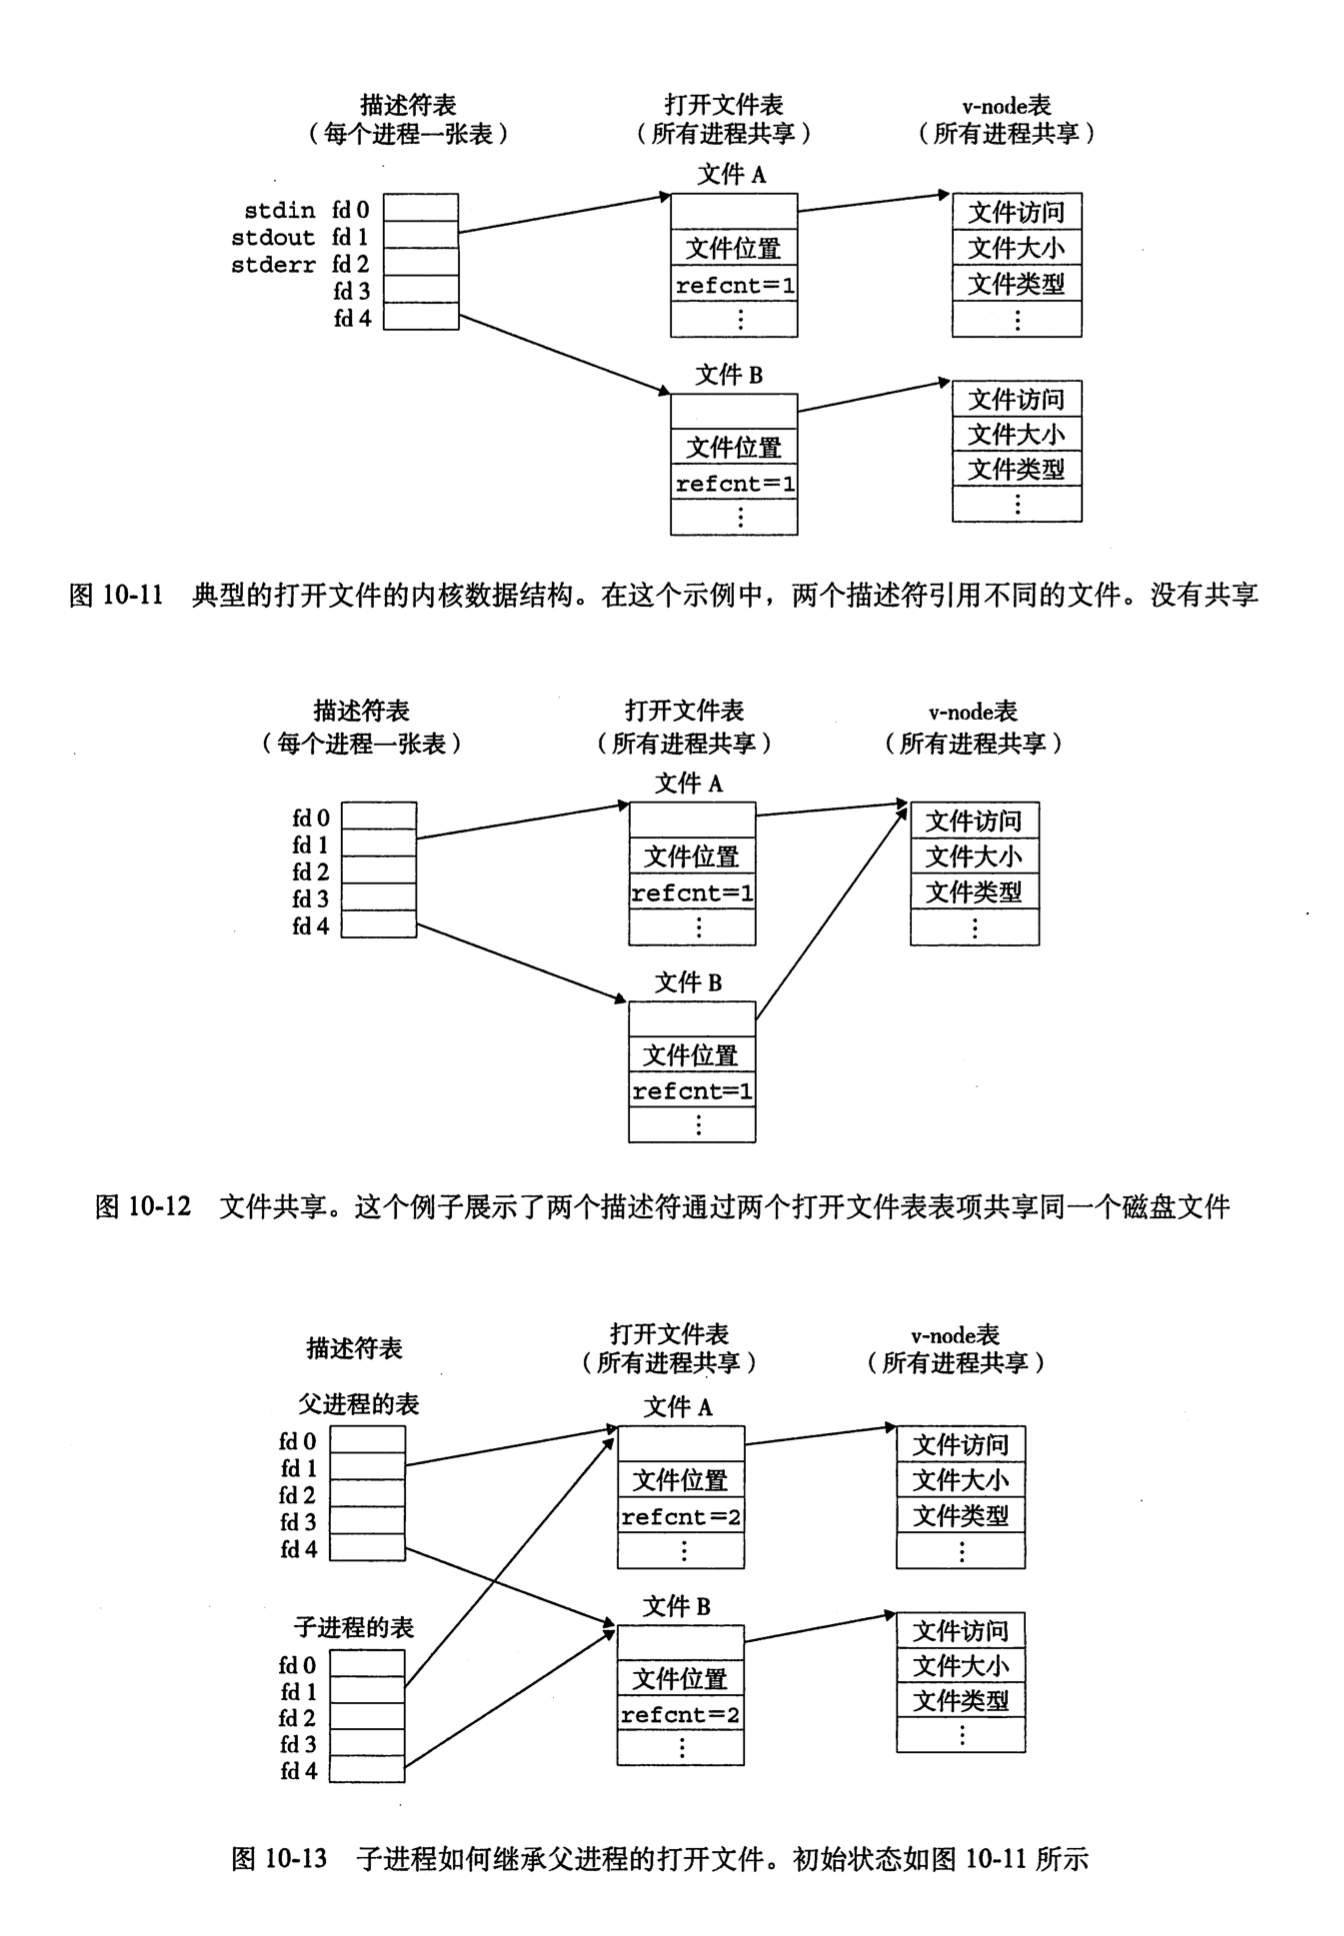 描述符表 打开文件表 v-node表
（每个进程一张表） （所有进程共享） （所有进程共享）
文件 A
stdin fd 0
stdout fd 1
stderr fd 2
fd 3
fd 4
文件位置
refcnt=1
⋮
文件访问
文件大小
文件类型
⋮
文件 B
文件位置
refcnt=1
⋮
文件访问
文件大小
文件类型
⋮
图 10-11 典型的打开文件的内核数据结构。在这个示例中，两个描述符引用不同的文件。没有共享
描述符表 打开文件表 v-node表
（每个进程一张表） （所有进程共享） （所有进程共享）
文件 A
fd 0
fd 1
fd 2
fd 3
fd 4
文件位置
refcnt=1
⋮
文件访问
文件大小
文件类型
⋮
文件 B
文件位置
refcnt=1
⋮
图 10-12 文件共享。这个例子展示了两个描述符通过两个打开文件表表项共享同一个磁盘文件
描述符表 打开文件表 v-node表
（所有进程共享） （所有进程共享）
父进程的表
fd 0
fd 1
fd 2
fd 3
fd 4
文件 A
文件位置
refcnt=2
⋮
文件访问
文件大小
文件类型
⋮
子进程的表
fd 0
fd 1
fd 2
fd 3
fd 4
文件 B
文件位置
refcnt=2
⋮
文件访问
文件大小
文件类型
⋮
图 10-13 子进程如何继承父进程的打开文件。初始状态如图 10-11 所示